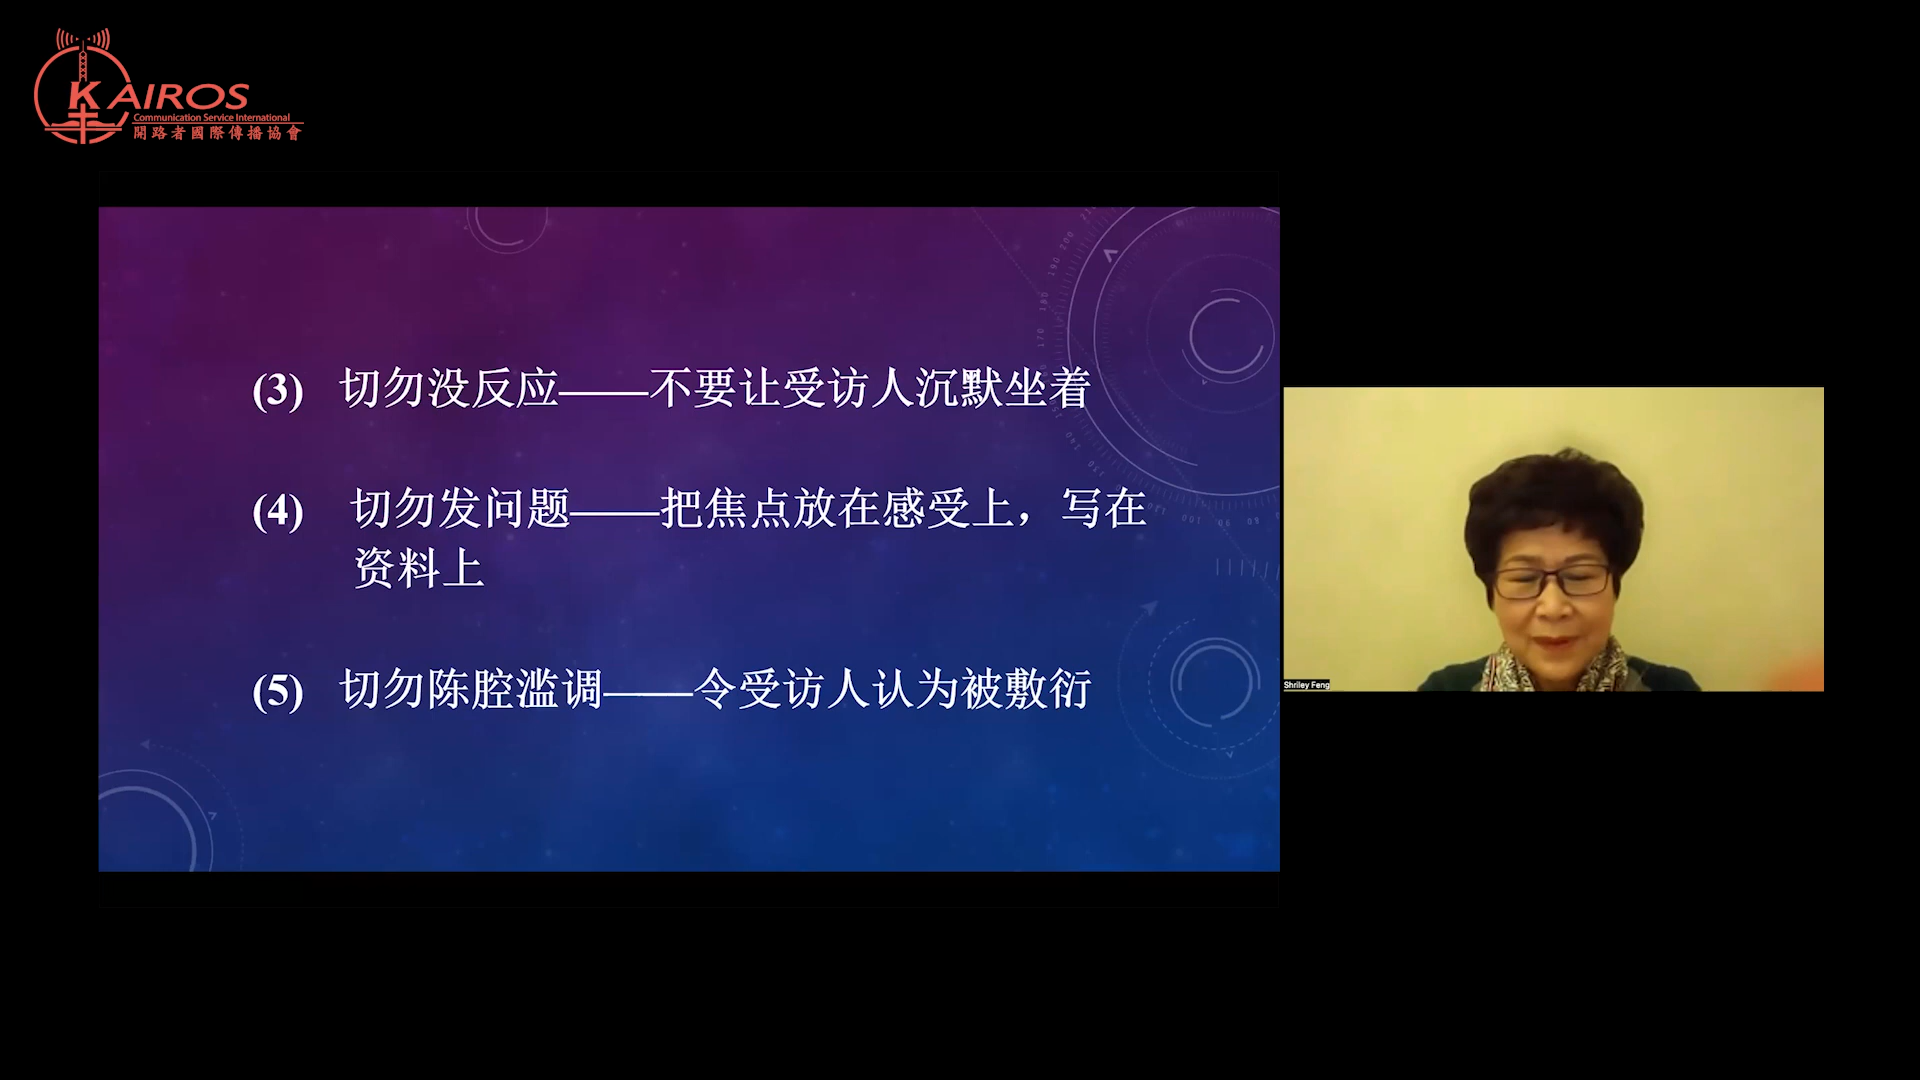 KAIROS
Communication Service International
開路者國際傳播協會
(3) 切勿没反应——不要让受访人沉默坐着
(4) 切勿发问题——把焦点放在感受上，写在
资料上
(5) 切勿陈腔滥调——令受访人认为被敷衍
Shriley Feng